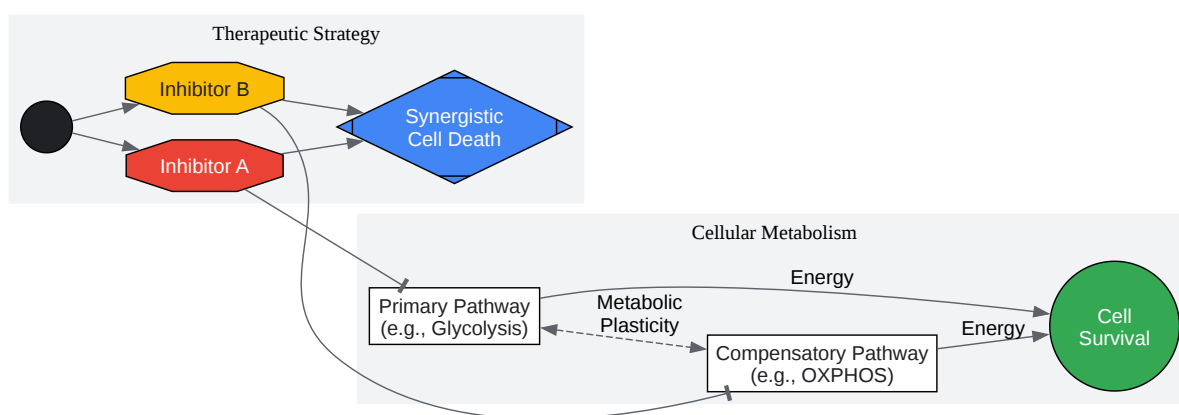 Therapeutic Strategy
Inhibitor B
Synergistic
Cell Death
Inhibitor A
Cellular Metabolism
Primary Pathway
(e.g., Glycolysis)
Metabolic
Plasticity
Energy
Compensatory Pathway
(e.g., OXPHOS)
Energy
Cell
Survival